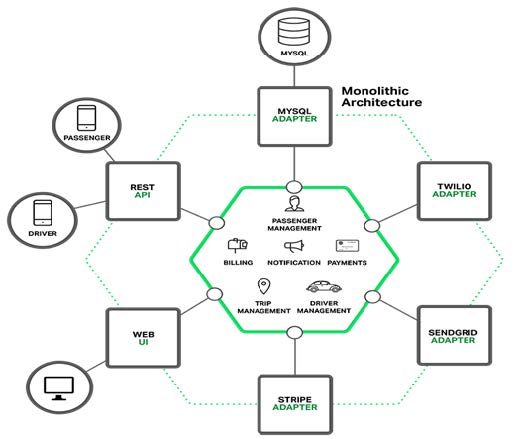 MYSQL
Monolithic
Architecture
MYSQL
ADAPTER
PASSENGER
REST
API
TWILIO
ADAPTER
PASSENGER
MANAGEMENT
DRIVER
BILLING
NOTIFICATION
PAYMENTS
TRIP
MANAGEMENT
DRIVER
MANAGEMENT
WEB
UI
SENDGRID
ADAPTER
STRIPE
ADAPTER